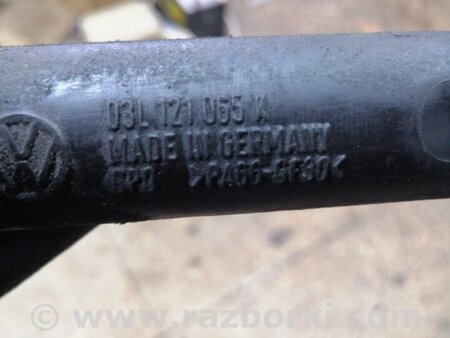 03L 121 065 K
MADE IN GERMANY
>PA66-GF30<
© www.razborki.com